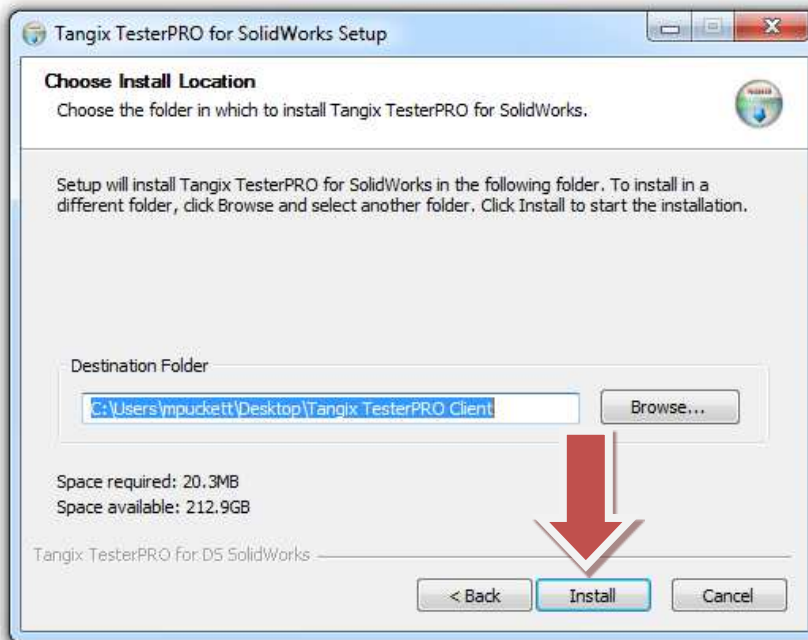 Tangix TesterPRO for SolidWorks Setup
Choose Install Location
Choose the folder in which to install Tangix TesterPRO for SolidWorks.
Setup will install Tangix TesterPRO for SolidWorks in the following folder. To install in a
different folder, click Browse and select another folder. Click Install to start the installation.
Destination Folder
C:\Users\mpuckett\Desktop\Tangix TesterPRO Client
Browse...
Space required: 20.3MB
Space available: 212.9GB
Tangix TesterPRO for DS SolidWorks
< Back Install Cancel